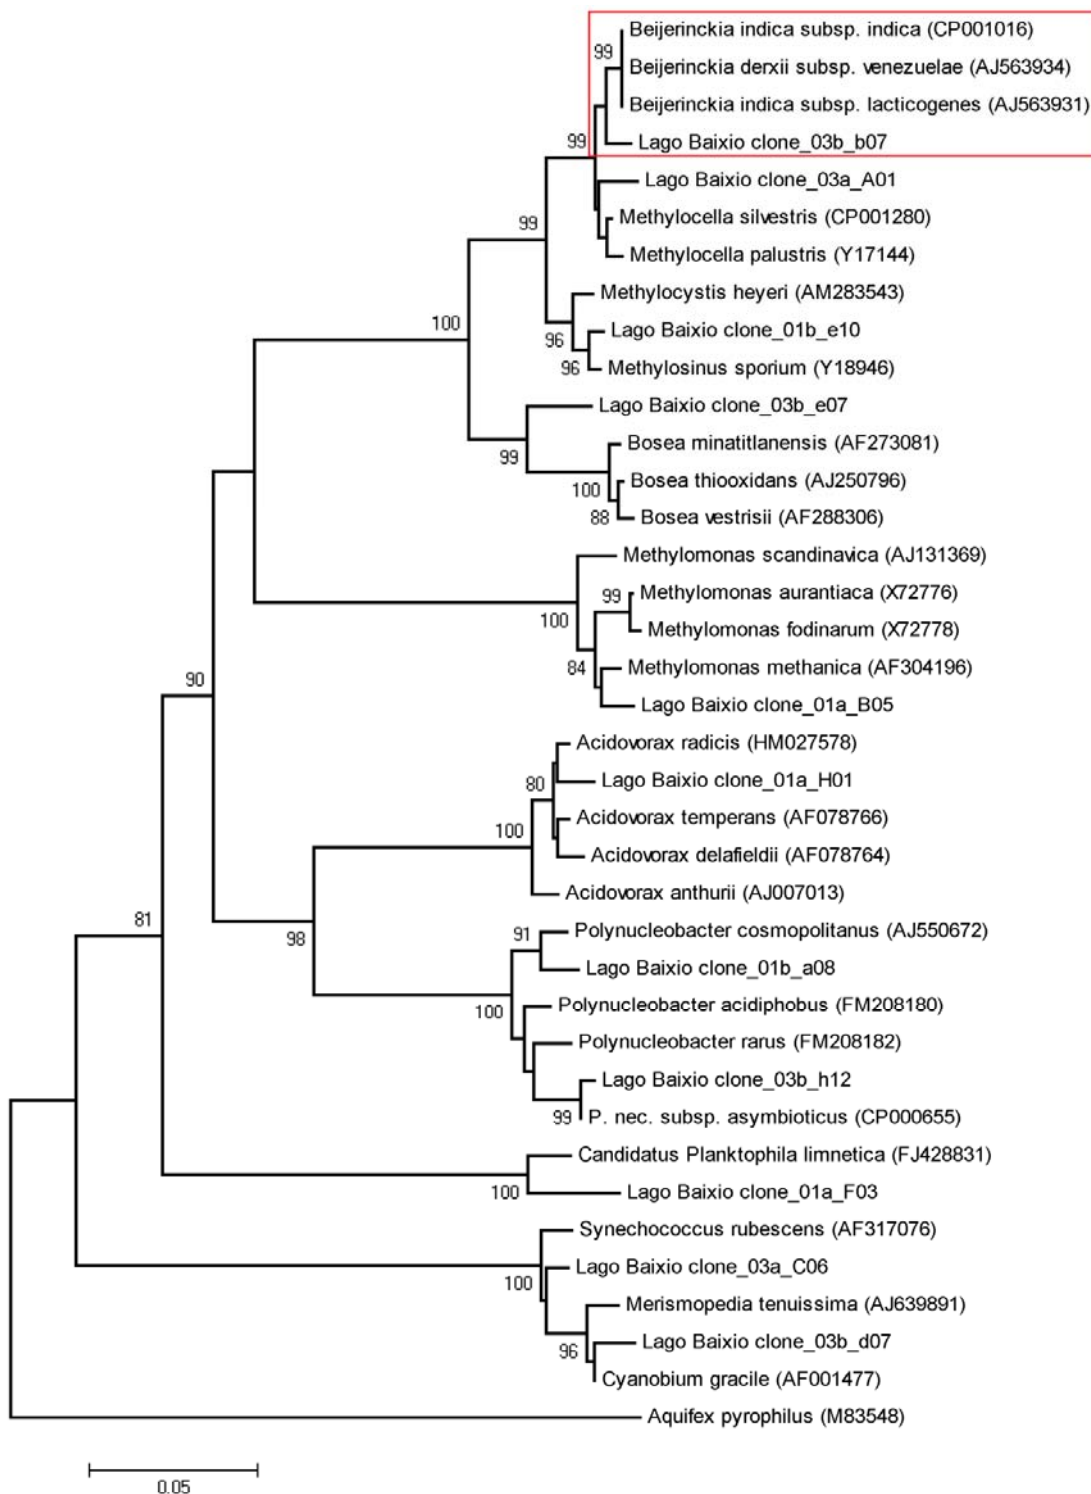 Beijerinckia indica subsp. indica (CP001016)
99
Beijerinckia derxii subsp. venezuelae (AJ563934)
Beijerinckia indica subsp. lacticogenes (AJ563931)
99
Lago Baixio clone_03b_b07
Lago Baixio clone_03a_A01
99
Methylocella silvestris (CP001280)
Methylocella palustris (Y17144)
Methylocystis heyeri (AM283543)
100
Lago Baixio clone_01b_e10
96
96
Methylosinus sporium (Y18946)
Lago Baixio clone_03b_e07
Bosea minatitlanensis (AF273081)
99
Bosea thiooxidans (AJ250796)
100
88
Bosea vestrisii (AF288306)
Methylomonas scandinavica (AJ131369)
99
Methylomonas aurantiaca (X72776)
100
Methylomonas fodinarum (X72778)
84
Methylomonas methanica (AF304196)
90
Lago Baixio clone_01a_B05
Acidovorax radicis (HM027578)
80
Lago Baixio clone_01a_H01
Acidovorax temperans (AF078766)
100
Acidovorax delafieldii (AF078764)
Acidovorax anthurii (AJ007013)
81
91
Polynucleobacter cosmopolitanus (AJ550672)
98
Lago Baixio clone_01b_a08
Polynucleobacter acidiphobus (FM208180)
100
Polynucleobacter rarus (FM208182)
Lago Baixio clone_03b_h12
99
P. nec. subsp. asymbioticus (CP000655)
Candidatus Planktophila limnetica (FJ428831)
100
Lago Baixio clone_01a_F03
Synechococcus rubescens (AF317076)
Lago Baixio clone_03a_C06
100
Merismopedia tenuissima (AJ639891)
Lago Baixio clone_03b_d07
96
Cyanobium gracile (AF001477)
Aquifex pyrophilus (M83548)
0.05